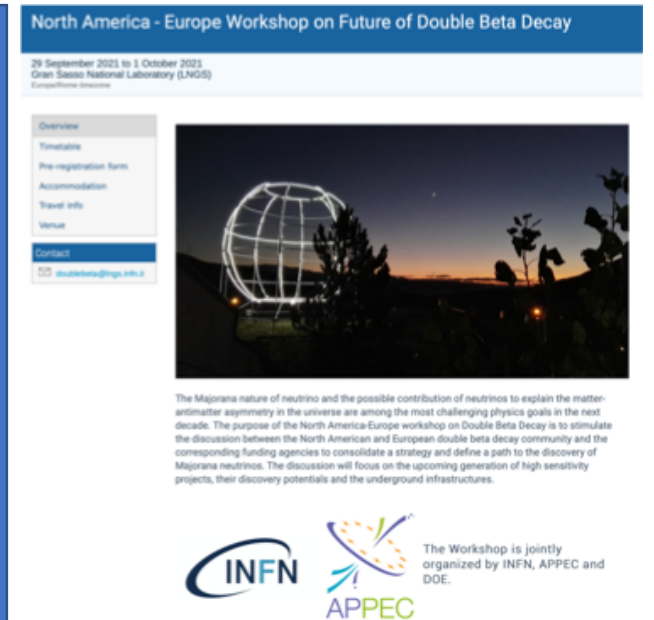 North America - Europe Workshop on Future of Double Beta Decay
29 September 2021 to 1 October 2021
Gran Sasso National Laboratory (LNGS)
Europe/Rome timezone
Overview
Timetable
Pre-registration form
Accommodation
Travel info
Venue
Contact
doublebeta@lngs.infn.it
The Majorana nature of neutrino and the possible contribution of neutrinos to explain the matter-
antimatter asymmetry in the universe are among the most challenging physics goals in the next
decade. The purpose of the North America-Europe workshop on Double Beta Decay is to stimulate
the discussion between the North American and European double beta decay community and the
corresponding funding agencies to consolidate a strategy and define a path to the discovery of
Majorana neutrinos. The discussion will focus on the upcoming generation of high sensitivity
projects, their discovery potentials and the underground infrastructures.
INFN
APPEC
The Workshop is jointly
organized by INFN, APPEC and
DOE.